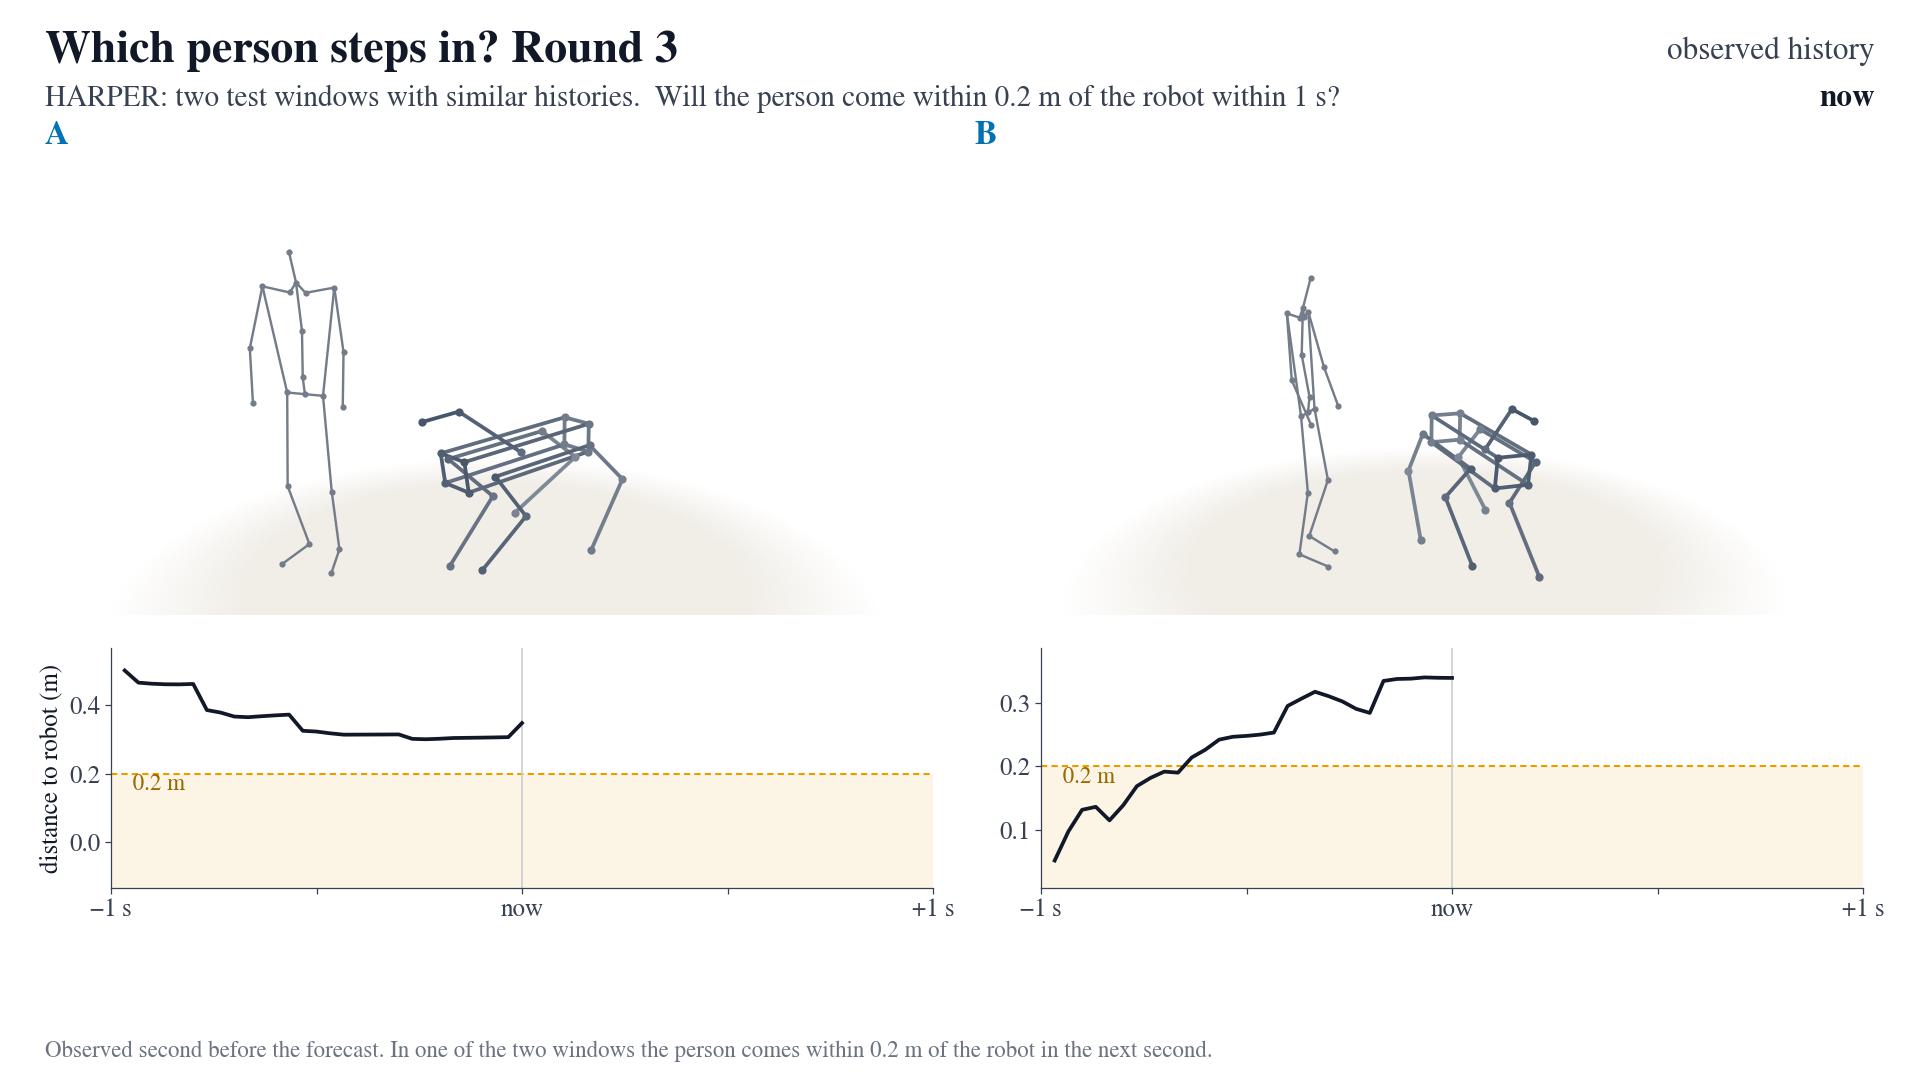 Which person steps in? Round 3
observed history
HARPER: two test windows with similar histories.  Will the person come within 0.2 m of the robot within 1 s?
now
A
B
distance to robot (m)
0.4
0.2
0.0
0.2 m
−1 s
now
+1 s
0.3
0.2
0.1
0.2 m
−1 s
now
+1 s
Observed second before the forecast. In one of the two windows the person comes within 0.2 m of the robot in the next second.